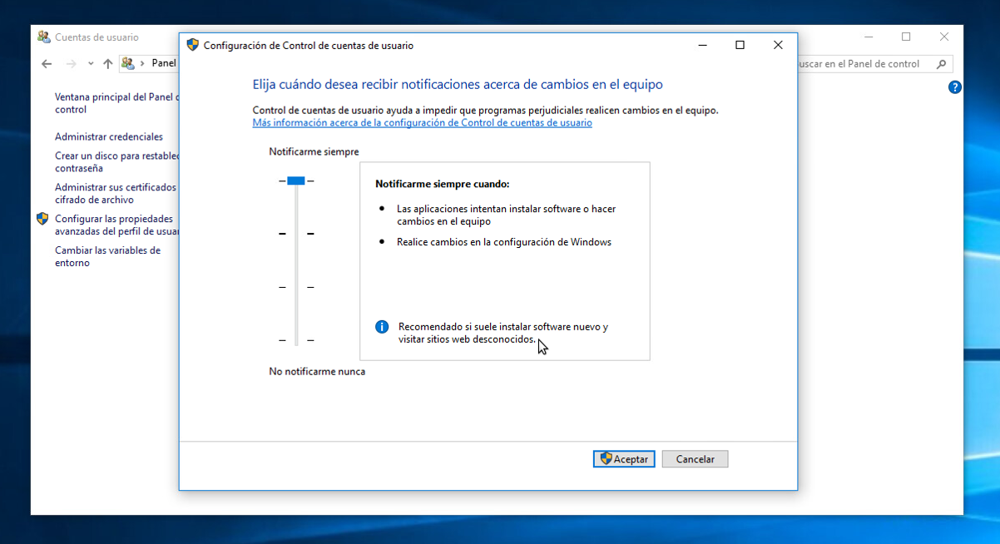 Cuentas de usuario
Panel
uscar en el Panel de control
Ventana principal del Panel
control
Administrar credenciales
Crear un disco para restablec
contraseña
Administrar sus certificados
cifrado de archivo
Configurar las propiedades
avanzadas del perfil de usuar
Cambiar las variables de
entorno
Configuración de Control de cuentas de usuario
Elija cuándo desea recibir notificaciones acerca de cambios en el equipo
Control de cuentas de usuario ayuda a impedir que programas perjudiciales realicen cambios en el equipo.
Más información acerca de la configuración de Control de cuentas de usuario
Notificarme siempre
Notificarme siempre cuando:
Las aplicaciones intentan instalar software o hacer
cambios en el equipo
Realice cambios en la configuración de Windows
Recomendado si suele instalar software nuevo y
visitar sitios web desconocidos.
No notificarme nunca
Aceptar
Cancelar